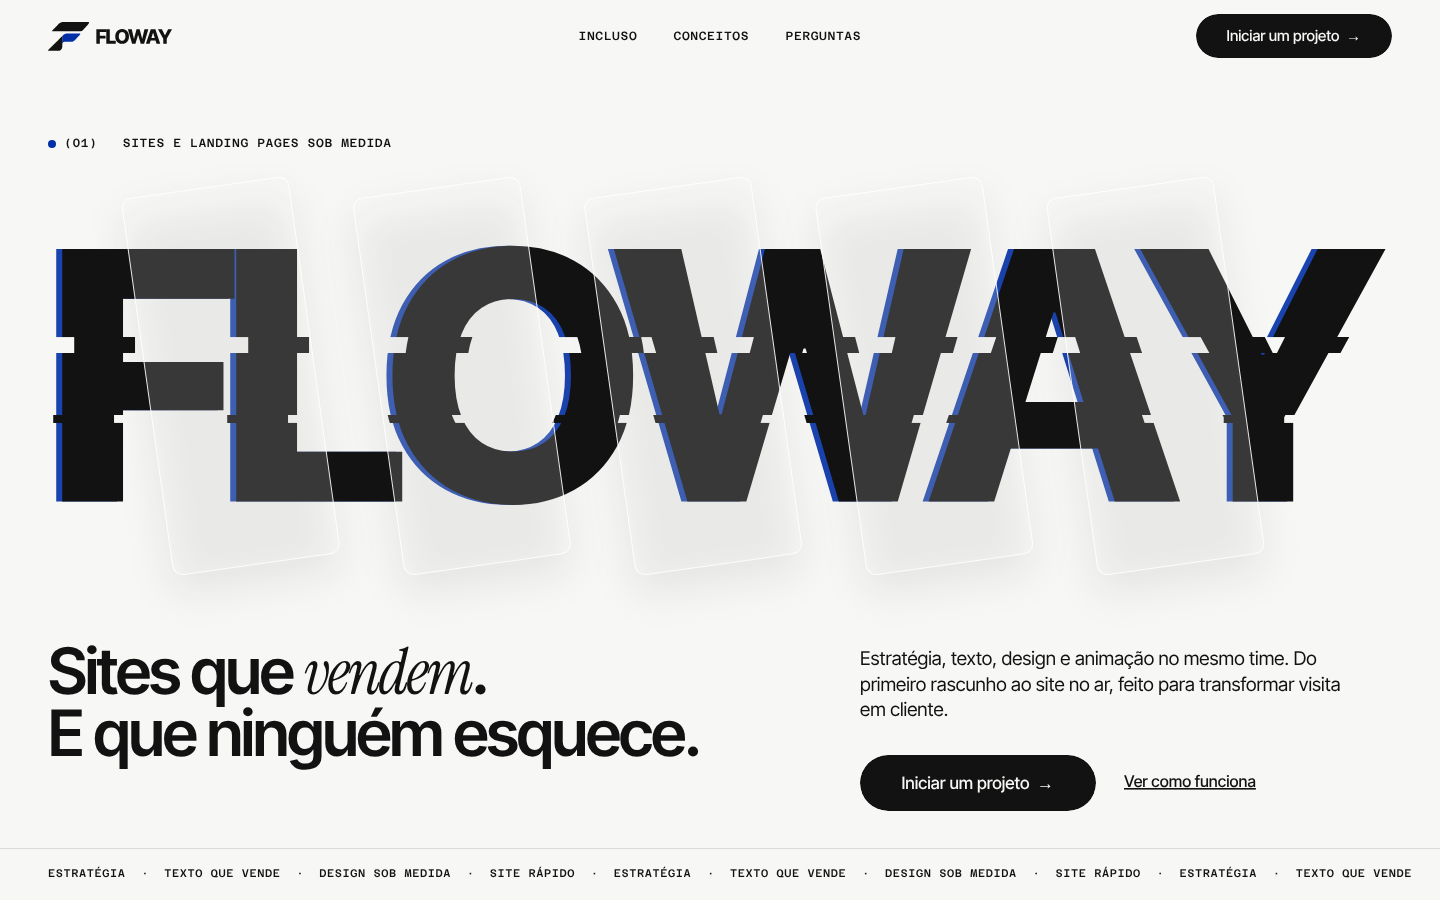 FLOWAY
INCLUSO CONCEITOS PERGUNTAS
Iniciar um projeto →
(01) SITES E LANDING PAGES SOB MEDIDA
FLOWAY
Sites que vendem.
E que ninguém esquece.
Estratégia, texto, design e animação no mesmo time. Do
primeiro rascunho ao site no ar, feito para transformar visita
em cliente.
Iniciar um projeto →
Ver como funciona
ESTRATÉGIA · TEXTO QUE VENDE · DESIGN SOB MEDIDA · SITE RÁPIDO · ESTRATÉGIA · TEXTO QUE VENDE · DESIGN SOB MEDIDA · SITE RÁPIDO · ESTRATÉGIA · TEXTO QUE VENDE